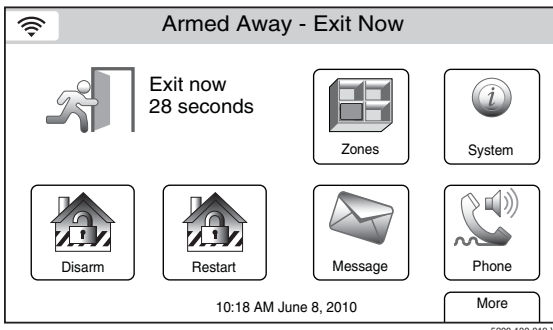 Armed Away - Exit Now
Exit now
28 seconds
Zones
System
Disarm
Restart
Message
Phone
10:18 AM June 8, 2010
More